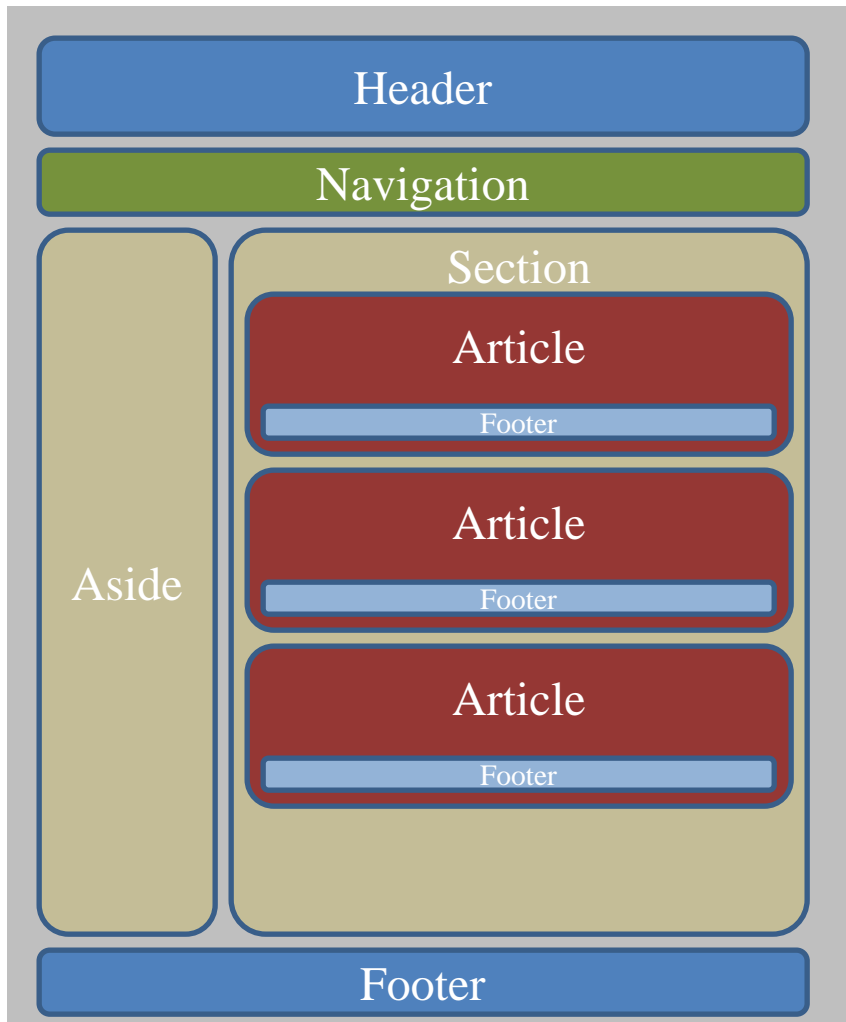 Header
Navigation
Aside
Section
Article
Footer
Article
Footer
Article
Footer
Footer